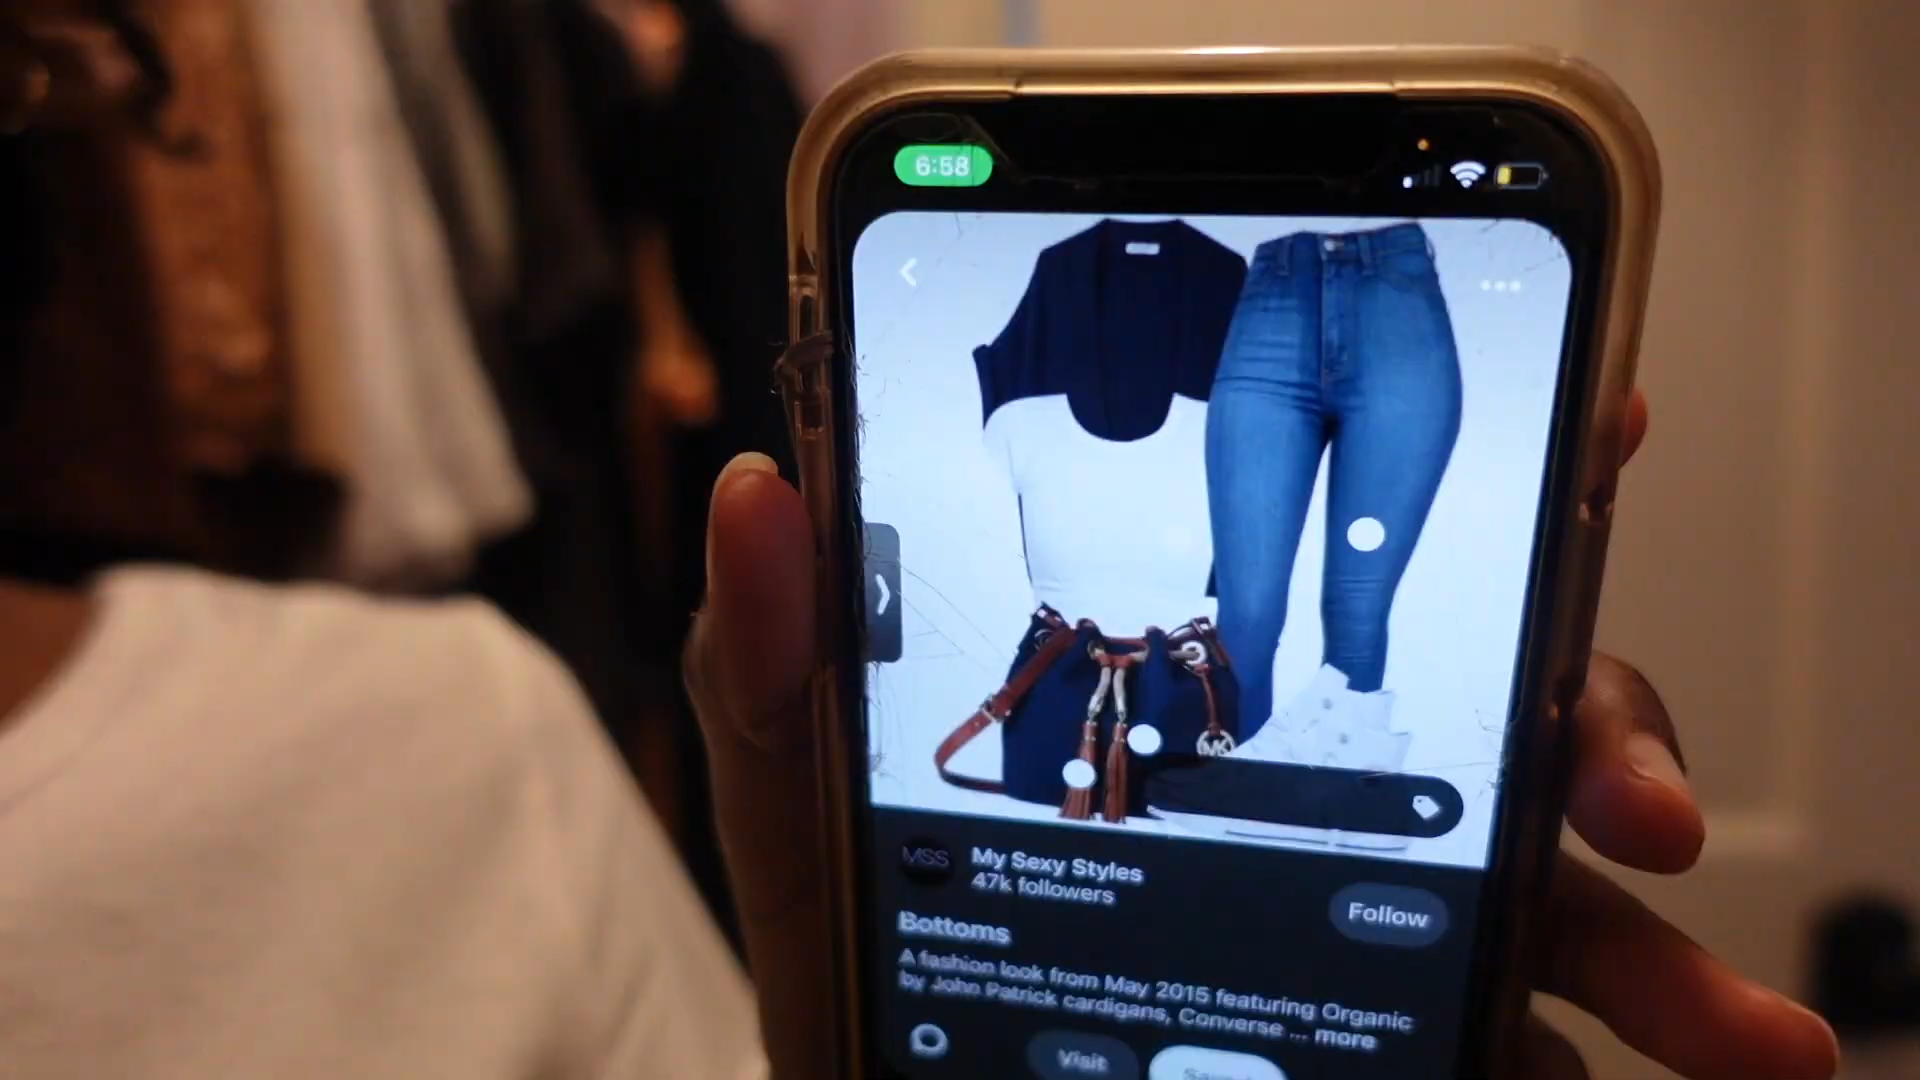 6:58
MK
MSS
My Sexy Styles
47k followers
Follow
Bottoms
A fashion look from May 2015 featuring Organic
by John Patrick cardigans, Converse ... more
Visit